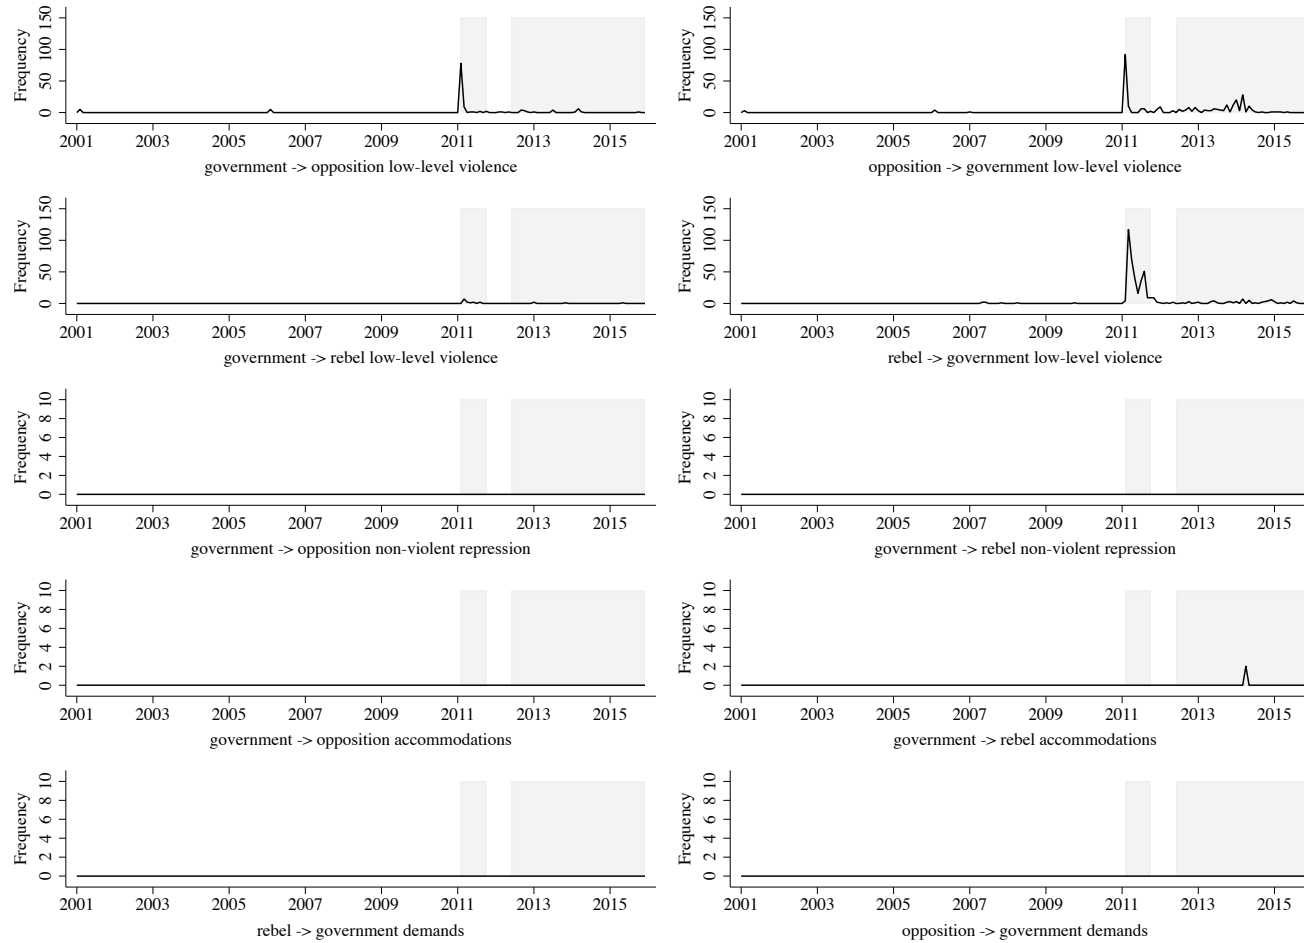 Frequency
0 50 100 150
2001 2003 2005 2007 2009 2011 2013 2015
government -> opposition low-level violence
Frequency
0 50 100 150
2001 2003 2005 2007 2009 2011 2013 2015
opposition -> government low-level violence
Frequency
0 50 100 150
2001 2003 2005 2007 2009 2011 2013 2015
government -> rebel low-level violence
Frequency
0 50 100 150
2001 2003 2005 2007 2009 2011 2013 2015
rebel -> government low-level violence
Frequency
0 2 4 6 8 10
2001 2003 2005 2007 2009 2011 2013 2015
government -> opposition non-violent repression
Frequency
0 2 4 6 8 10
2001 2003 2005 2007 2009 2011 2013 2015
government -> rebel non-violent repression
Frequency
0 2 4 6 8 10
2001 2003 2005 2007 2009 2011 2013 2015
government -> opposition accommodations
Frequency
0 2 4 6 8 10
2001 2003 2005 2007 2009 2011 2013 2015
government -> rebel accommodations
Frequency
0 2 4 6 8 10
2001 2003 2005 2007 2009 2011 2013 2015
rebel -> government demands
Frequency
0 2 4 6 8 10
2001 2003 2005 2007 2009 2011 2013 2015
opposition -> government demands